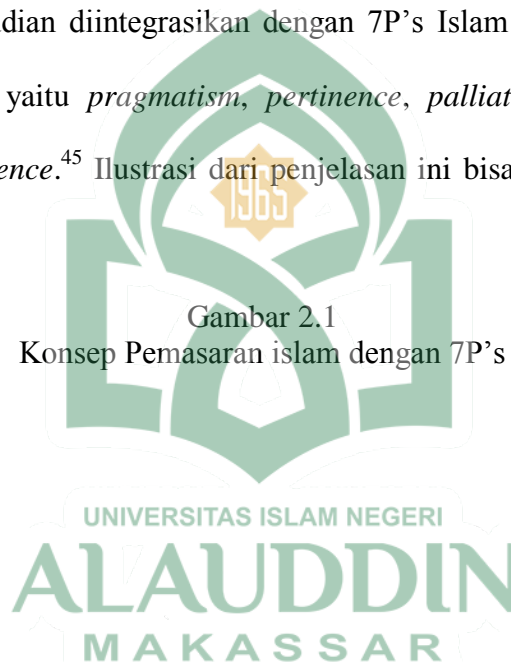 dian diintegrasikan dengan 7P's Islam
yaitu pragmatism, pertinence, palliat
ence.45 Ilustrasi dari penjelasan ini bisa
1965
Gambar 2.1
Konsep Pemasaran islam dengan 7P's
UNIVERSITAS ISLAM NEGERI
ALAUDDIN
MAKASSAR